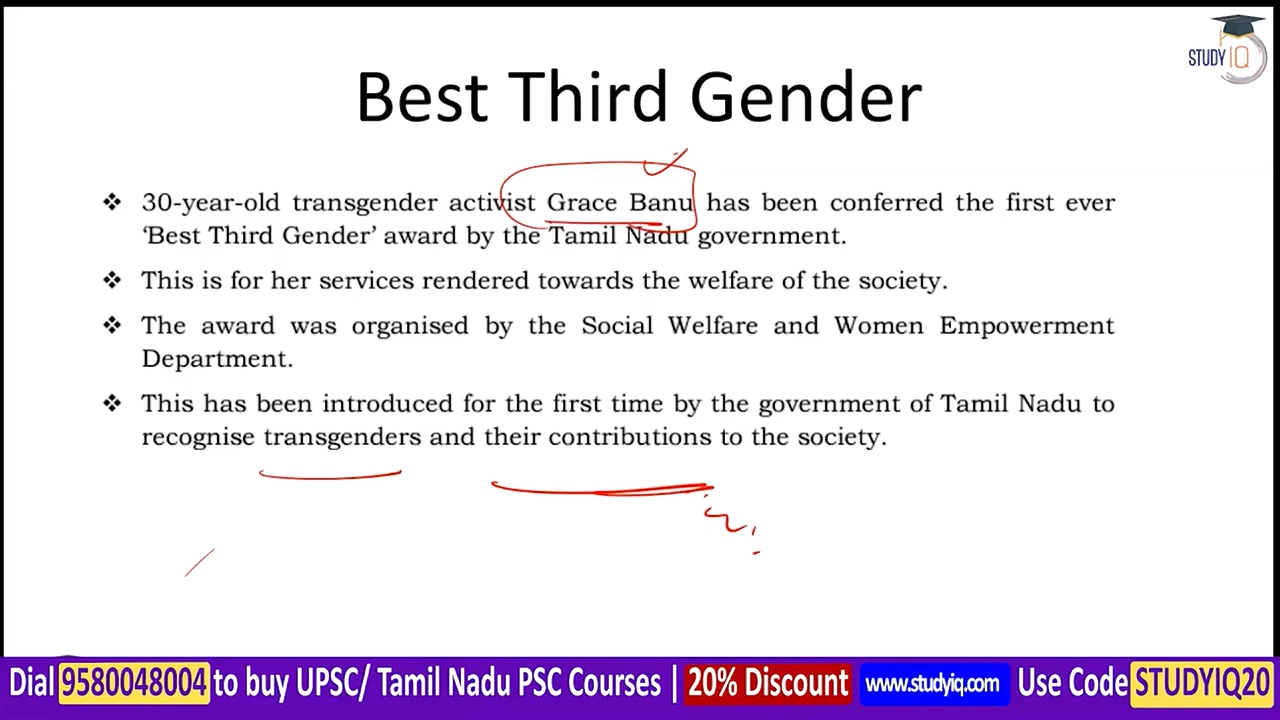 STUDY IQ
Best Third Gender
❖ 30-year-old transgender activist Grace Banu has been conferred the first ever
‘Best Third Gender’ award by the Tamil Nadu government.
❖ This is for her services rendered towards the welfare of the society.
❖ The award was organised by the Social Welfare and Women Empowerment
Department.
❖ This has been introduced for the first time by the government of Tamil Nadu to
recognise transgenders and their contributions to the society.
Dial 9580048004 to buy UPSC/ Tamil Nadu PSC Courses | 20% Discount www.studyiq.com Use Code STUDYIQ20